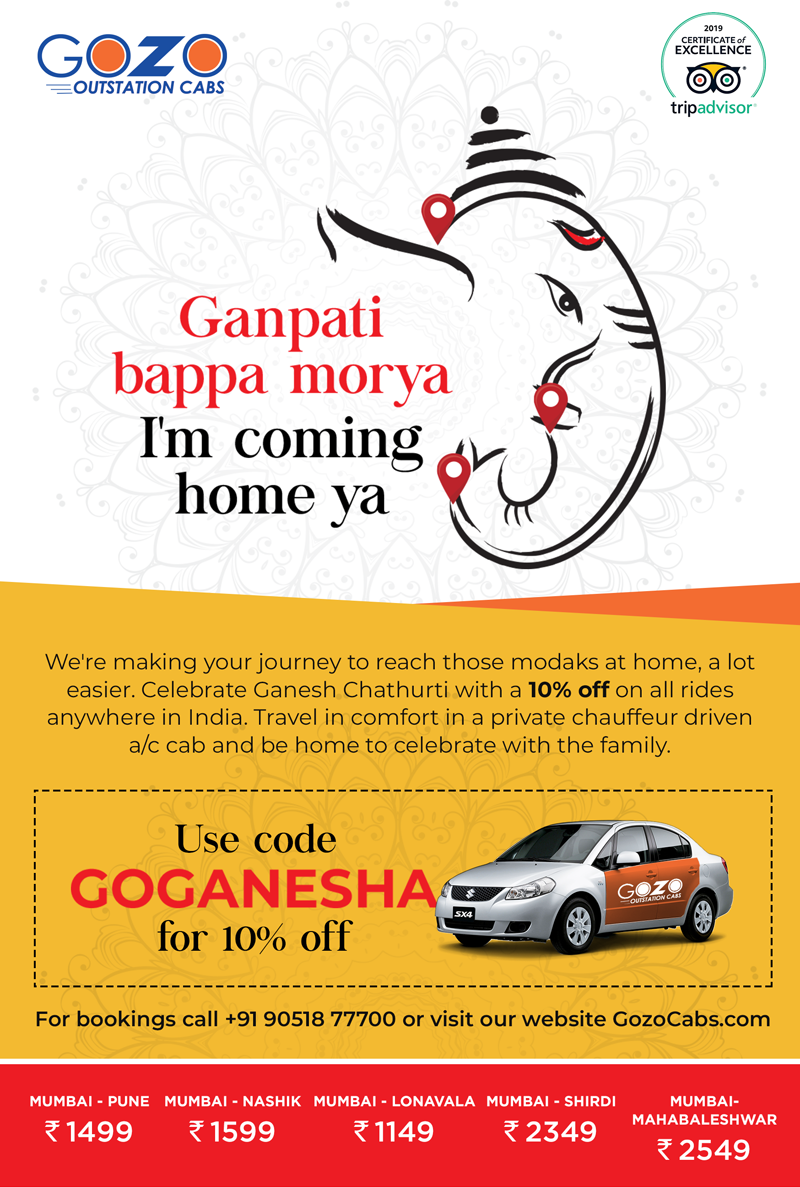 GOZO
OUTSTATION CABS
2019
CERTIFICATE of
EXCELLENCE
tripadvisor®
Ganpati
bappa morya
I'm coming
home ya
We're making your journey to reach those modaks at home, a lot
easier. Celebrate Ganesh Chathurti with a 10% off on all rides
anywhere in India. Travel in comfort in a private chauffeur driven
a/c cab and be home to celebrate with the family.
Use code
GOGANESHA
for 10% off
SX4
GOZO
OUTSTATION CABS
For bookings call +91 90518 77700 or visit our website GozoCabs.com
MUMBAI - PUNE
₹ 1499
MUMBAI - NASHIK
₹ 1599
MUMBAI - LONAVALA
₹ 1149
MUMBAI - SHIRDI
₹ 2349
MUMBAI-
MAHABALESHWAR
₹ 2549